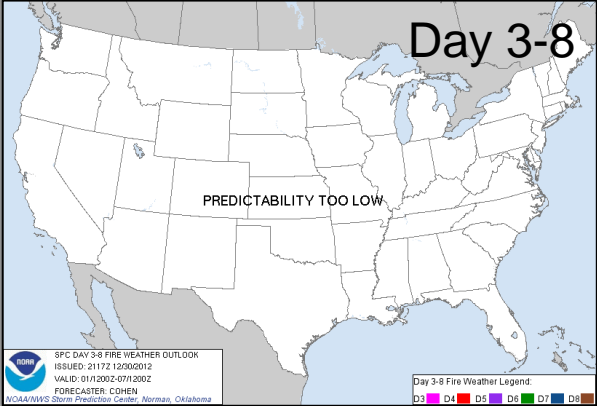 Day 3-8
PREDICTABILITY TOO LOW
NOAA
SPC DAY 3-8 FIRE WEATHER OUTLOOK
ISSUED: 2117Z 12/30/2012
VALID: 01/1200Z-07/1200Z
FORECASTER: COHEN
NOAA/NWS Storm Prediction Center, Norman, Oklahoma
Day 3-8 Fire Weather Legend:
D3 D4 D5 D6 D7 D8